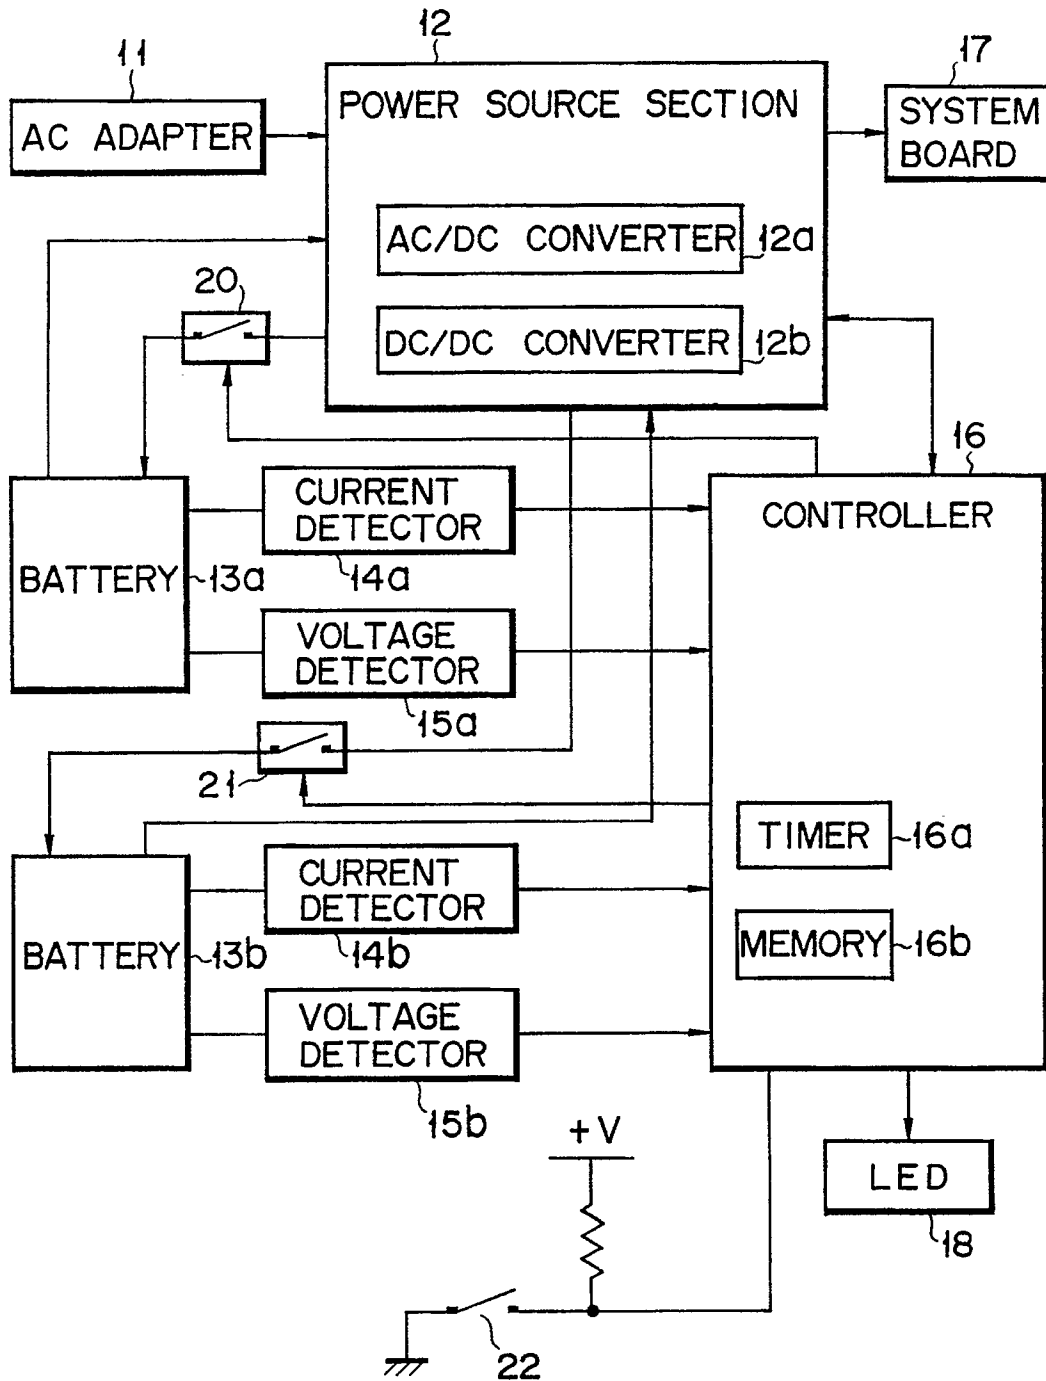 12
11
17
POWER SOURCE SECTION
SYSTEM
BOARD
AC ADAPTER
AC/DC CONVERTER
12a
20
DC/DC CONVERTER
12b
16
CURRENT
DETECTOR
CONTROLLER
BATTERY
13a
14a
VOLTAGE
DETECTOR
15a
21
TIMER
16a
CURRENT
DETECTOR
BATTERY
13b
14b
MEMORY
16b
VOLTAGE
DETECTOR
15b
+V
LED
18
22